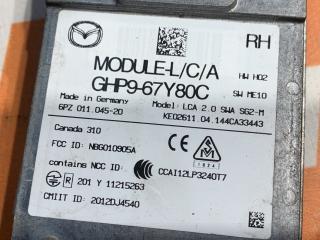 RH
MODULE-L/C/A
HW H02
GHP9-67Y80C
SW ME10
Made in Germany
Model: LCA 2.0 SWA SG2-M
6PZ 011.045-20
KE02611.04.144CA33443
Canada 310
FCC ID: NBG010905A
contains NCC ID:
CCAI12LP3240T7
R 201 Y 11215263
CMIIT ID: 2012DJ4540